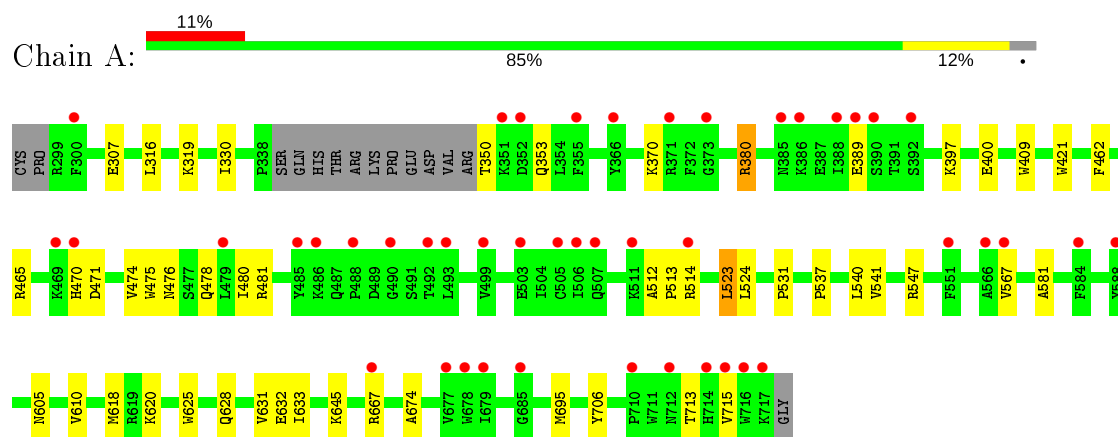 11%
Chain A:
85% 12% •
CYS PRO R299 F300 E307 L316 K319 I330 P338 SER GLN HIS THR ARG LYS PRO GLU ASP VAL ARG T350 K351 D352 Q353 L354 F355 Y366 K370 R371 F372 G373 R380 N385 K386 E387 I388 E389 S390 T391 S392 K397 E400 W409 W421 F462
R465 K469 H470 D471 V474 W475 N476 S477 Q478 L479 I480 R481 Y485 K486 Q487 P488 D489 G490 S491 T492 L493 V499 E503 I504 C505 I506 Q507 K511 A512 P513 R514 L523 L524 P531 P537 L540 V541 R547 F551 A566 V567 A581 F584 Y588
N605 V610 M618 R619 K620 W625 Q628 V631 E632 I633 K645 R667 A674 V677 W678 I679 G685 M695 Y706 P710 W711 N712 T713 H714 V715 W716 K717 GLY